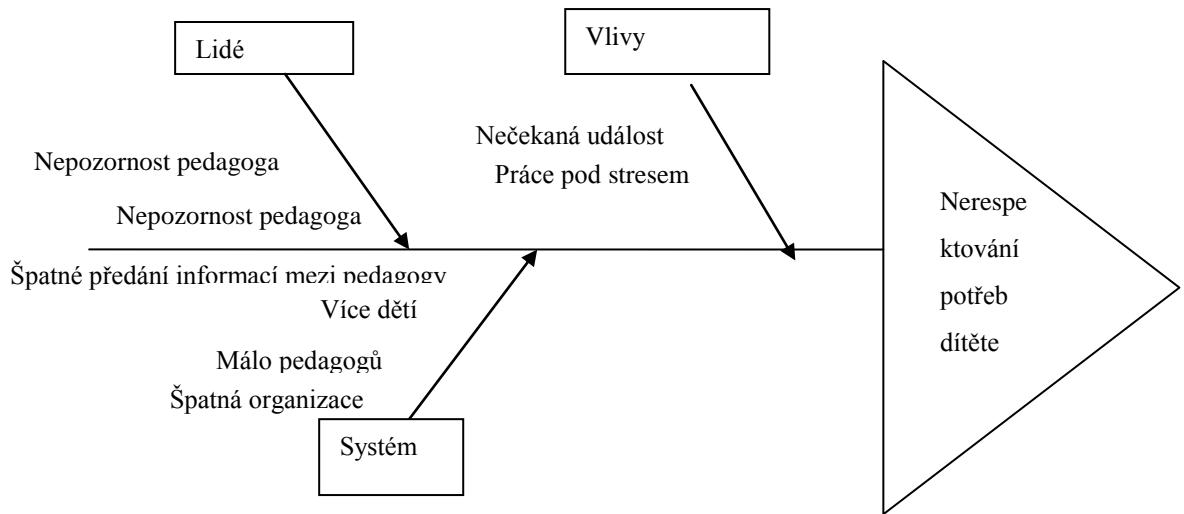 Lidé
Vlivy
Nečekaná událost
Práce pod stresem
Nepozornost pedagoga
Nepozornost pedagoga
Špatné předání informací mezi pedagogy
Více dětí
Málo pedagogů
Špatná organizace
Systém
Nerespe
ktování
potřeb
dítěte